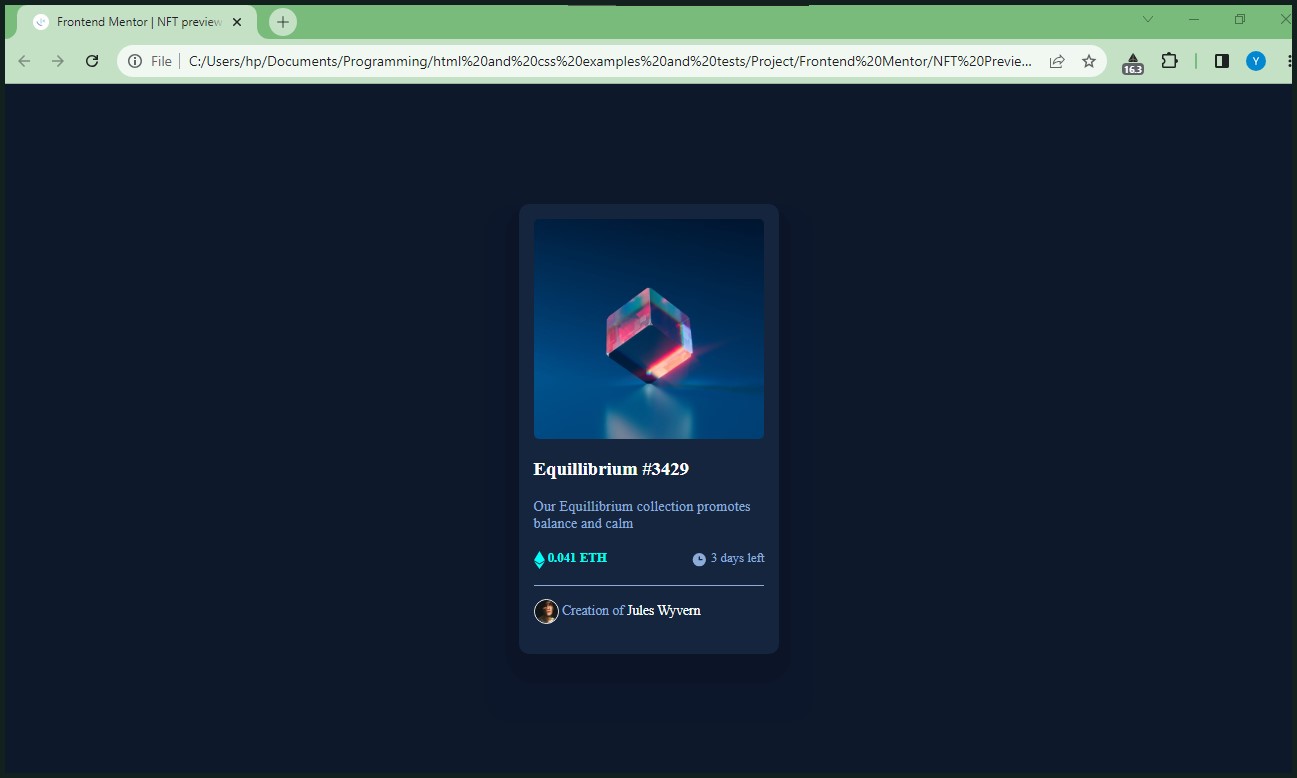 Frontend Mentor | NFT preview
File
C:/Users/hp/Documents/Programming/html%20and%20css%20examples%20and%20tests/Project/Frontend%20Mentor/NFT%20Previe...
16.3
Y
Equillibrium #3429
Our Equillibrium collection promotes
balance and calm
0.041 ETH
3 days left
Creation of Jules Wyvern